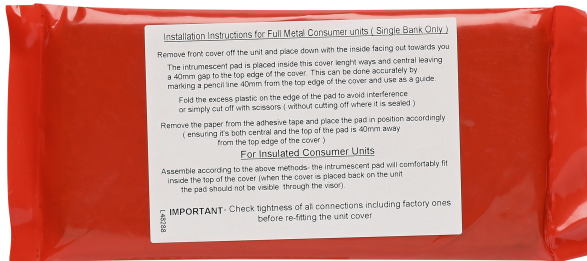 Installation Instructions for Full Metal Consumer units ( Single Bank Only )
Remove front cover off the unit and place down with the inside facing out towards you
The intrumescent pad is placed inside this cover lenght ways and central leaving
a 40mm gap to the top edge of the cover. This can be done accurately by
marking a pencil line 40mm from the top edge of the cover and use as a guide.
Fold the excess plastic on the edge of the pad to avoid interference
or simply cut off with scissors ( without cutting off where it is sealed )
Remove the paper from the adhesive tape and place the pad in position accordingly
( ensuring it's both central and the top of the pad is 40mm away
from the top edge of the cover )
For Insulated Consumer Units
Assemble according to the above methods- the intrumescent pad will comfortably fit
inside the top of the cover (when the cover is placed back on the unit
the pad should not be visible through the visor).
IMPORTANT- Check tightness of all connections including factory ones
before re-fitting the unit cover
L48288